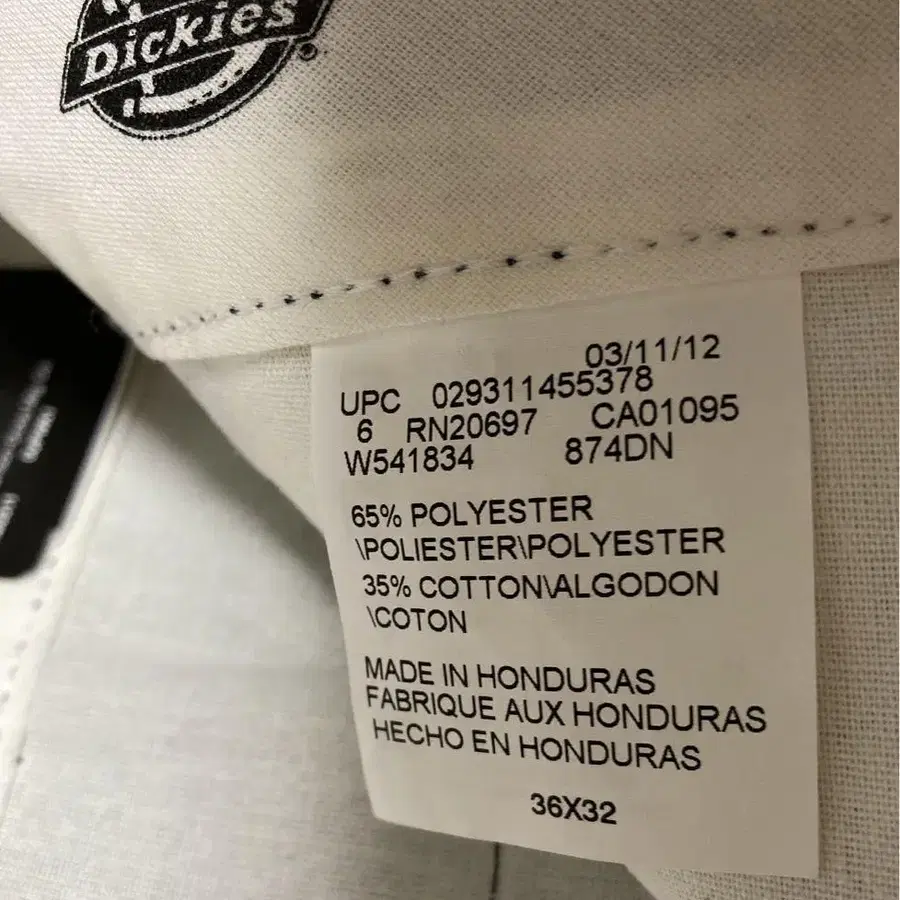 Dickies
®
03/11/12
UPC 029311455378
6 RN20697 CA01095
W541834 874DN
65% POLYESTER
\POLIESTER\POLYESTER
35% COTTON\ALGODON
\COTON
MADE IN HONDURAS
FABRIQUE AUX HONDURAS
HECHO EN HONDURAS
36X32